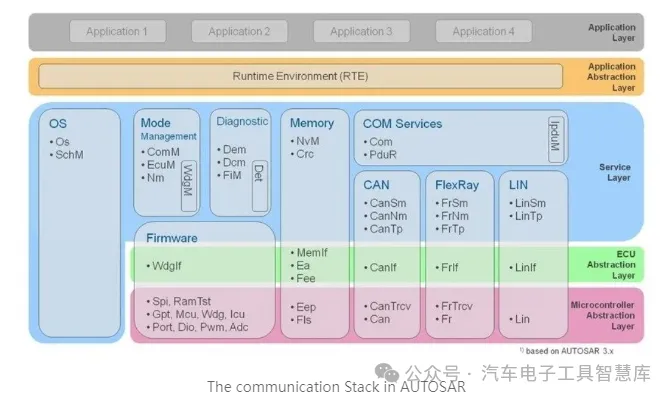 Application 1
Application 2
Application 3
Application 4
Application
Layer
Runtime Environment (RTE)
Application
Abstraction
Layer
OS
• Os
• SchM
Mode
Management
• ComM
• EcuM
• Nm
WdgM
Diagnostic
• Dem
• Dcm
• FiM
Det
Memory
• NvM
• Crc
COM Services
• Com
• PduR
IpduM
CAN
• CanSm
• CanNm
• CanTp
FlexRay
• FrSm
• FrNm
• FrTp
LIN
• LinSm
• LinTp
Service
Layer
Firmware
• WdgIf
• MemIf
• Ea
• Fee
• CanIf
• FrIf
• LinIf
ECU
Abstraction
Layer
• Spi, RamTst
• Gpt, Mcu, Wdg, Icu
• Port, Dio, Pwm, Adc
• Eep
• Fls
• CanTrcv
• Can
• FrTrcv
• Fr
• Lin
Microcontroller
Abstraction
Layer
1) based on AUTOSAR 3.x
公众号 · 汽车电子工具智慧库
The communication Stack in AUTOSAR